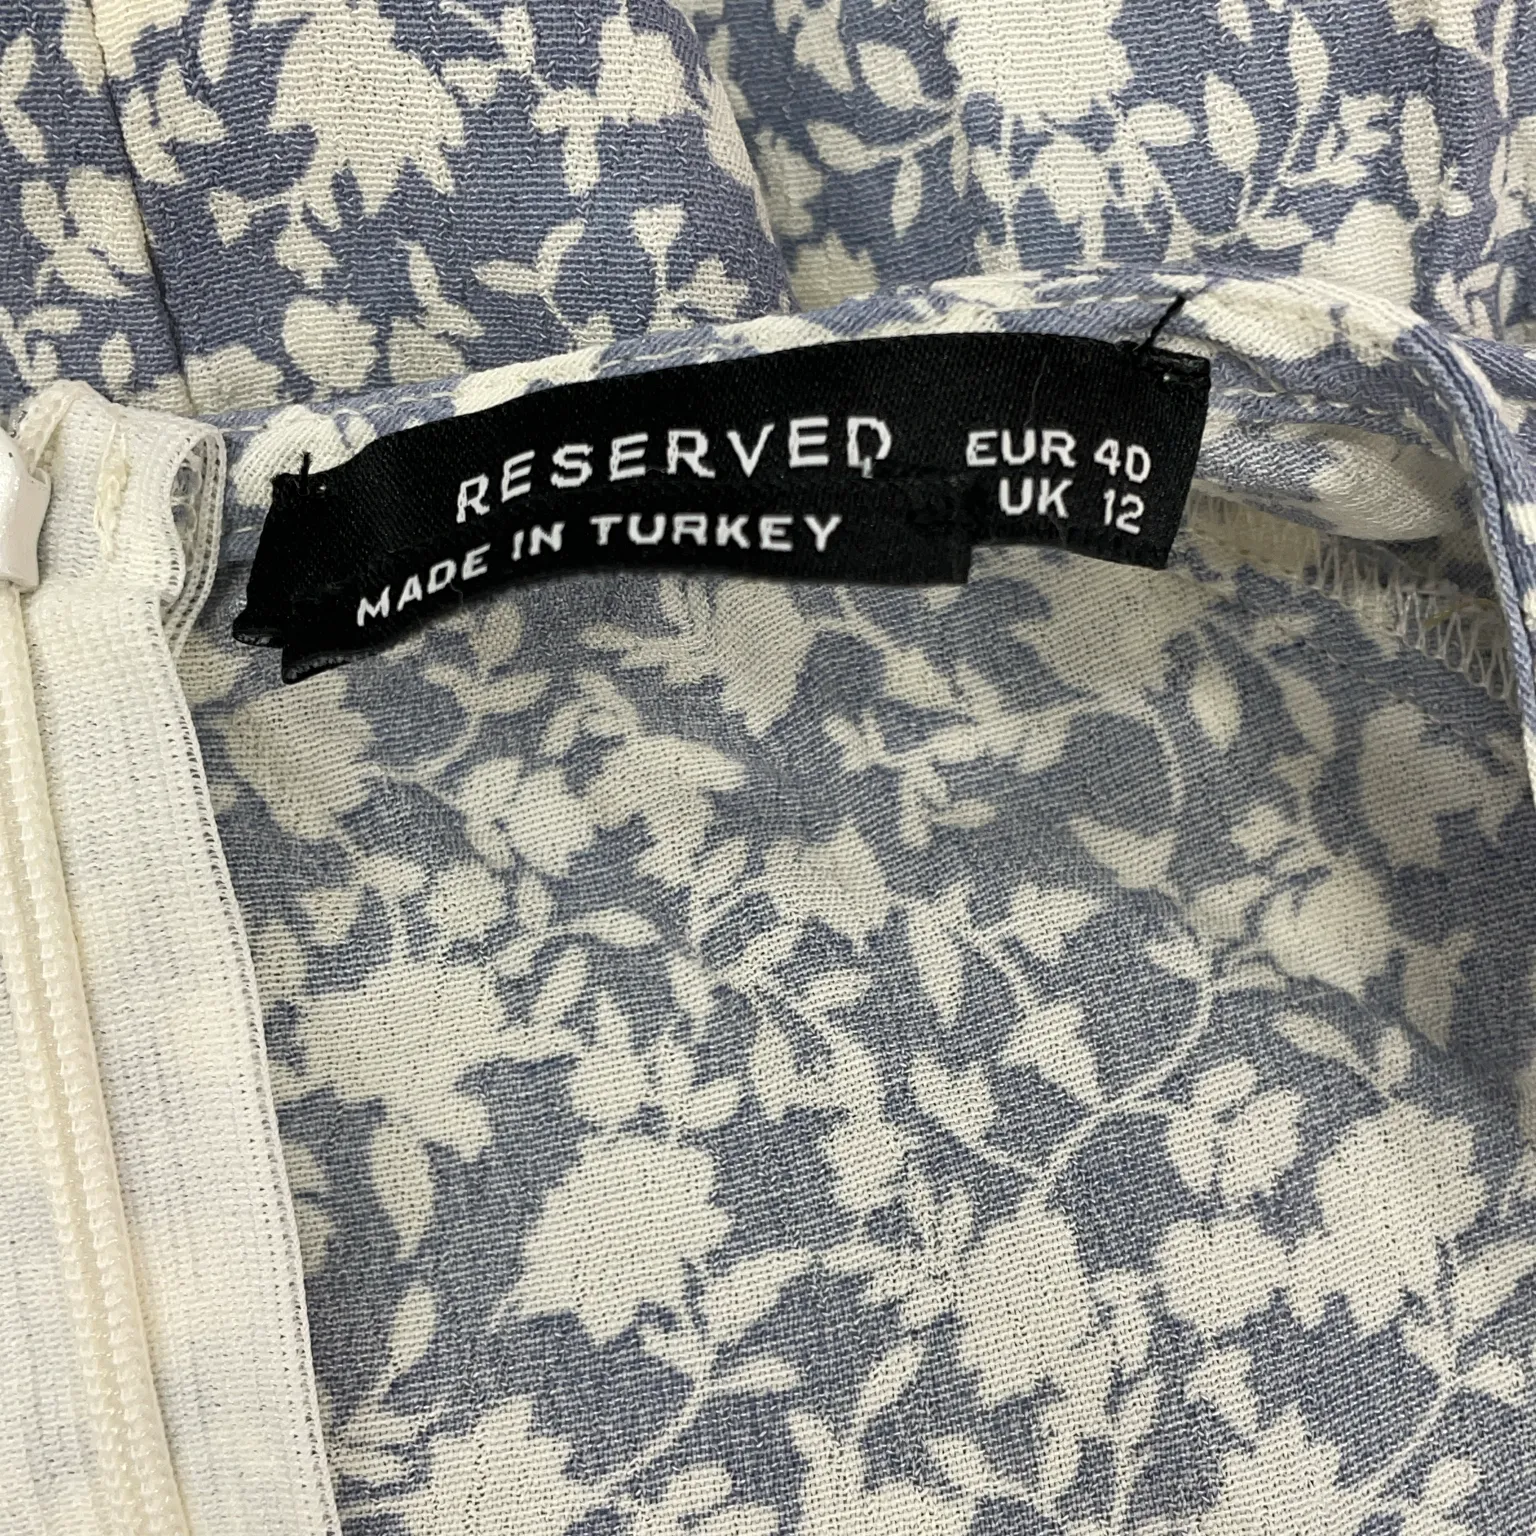 RESERVED
MADE IN TURKEY
EUR 40
UK 12